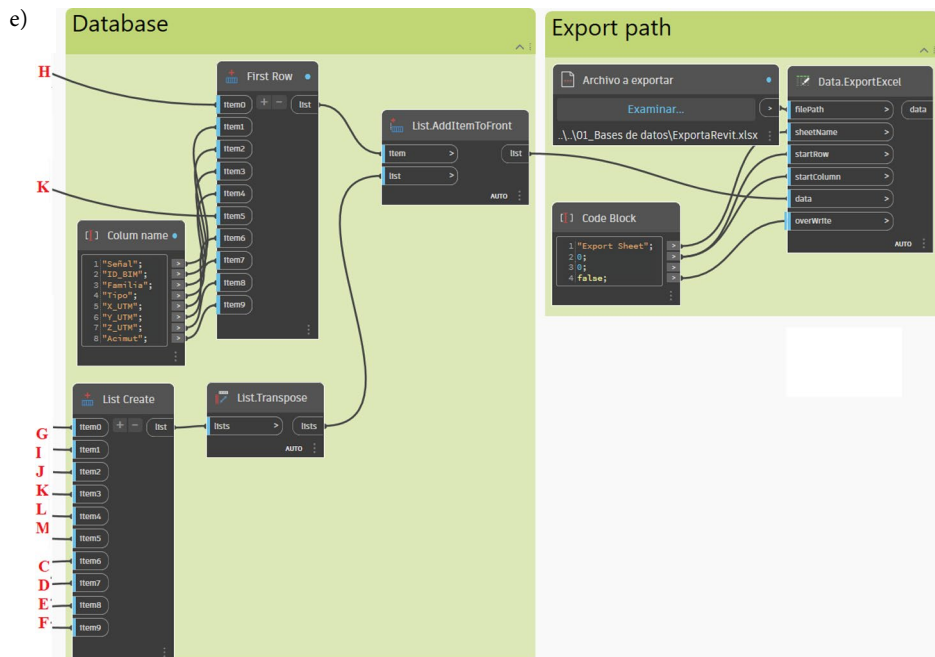 e)
Database
H
First Row
Item0 + − list
Item1
Item2
Item3
Item4
K
Item5
Item6
Item7
Item8
Item9
Colum name
1 "Señal"; >
2 "ID_BIM"; >
3 "Familia"; >
4 "Tipo"; >
5 "X_UTM"; >
6 "Y_UTM"; >
7 "Z_UTM"; >
8 "Acimut"; >
List.AddItemToFront
item > list
list >
AUTO
List Create
G Item0 + − list
I Item1
J Item2
K Item3
L Item4
M Item5
C Item6
D Item7
E Item8
F Item9
List.Transpose
lists > lists
AUTO
Export path
Archivo a exportar
Examinar... >
..\..\01_Bases de datos\ExportaRevit.xlsx
Code Block
1 "Export Sheet"; >
2 0; >
3 0; >
4 false; >
Data.ExportExcel
filePath > data
sheetName >
startRow >
startColumn >
data >
overWrite >
AUTO